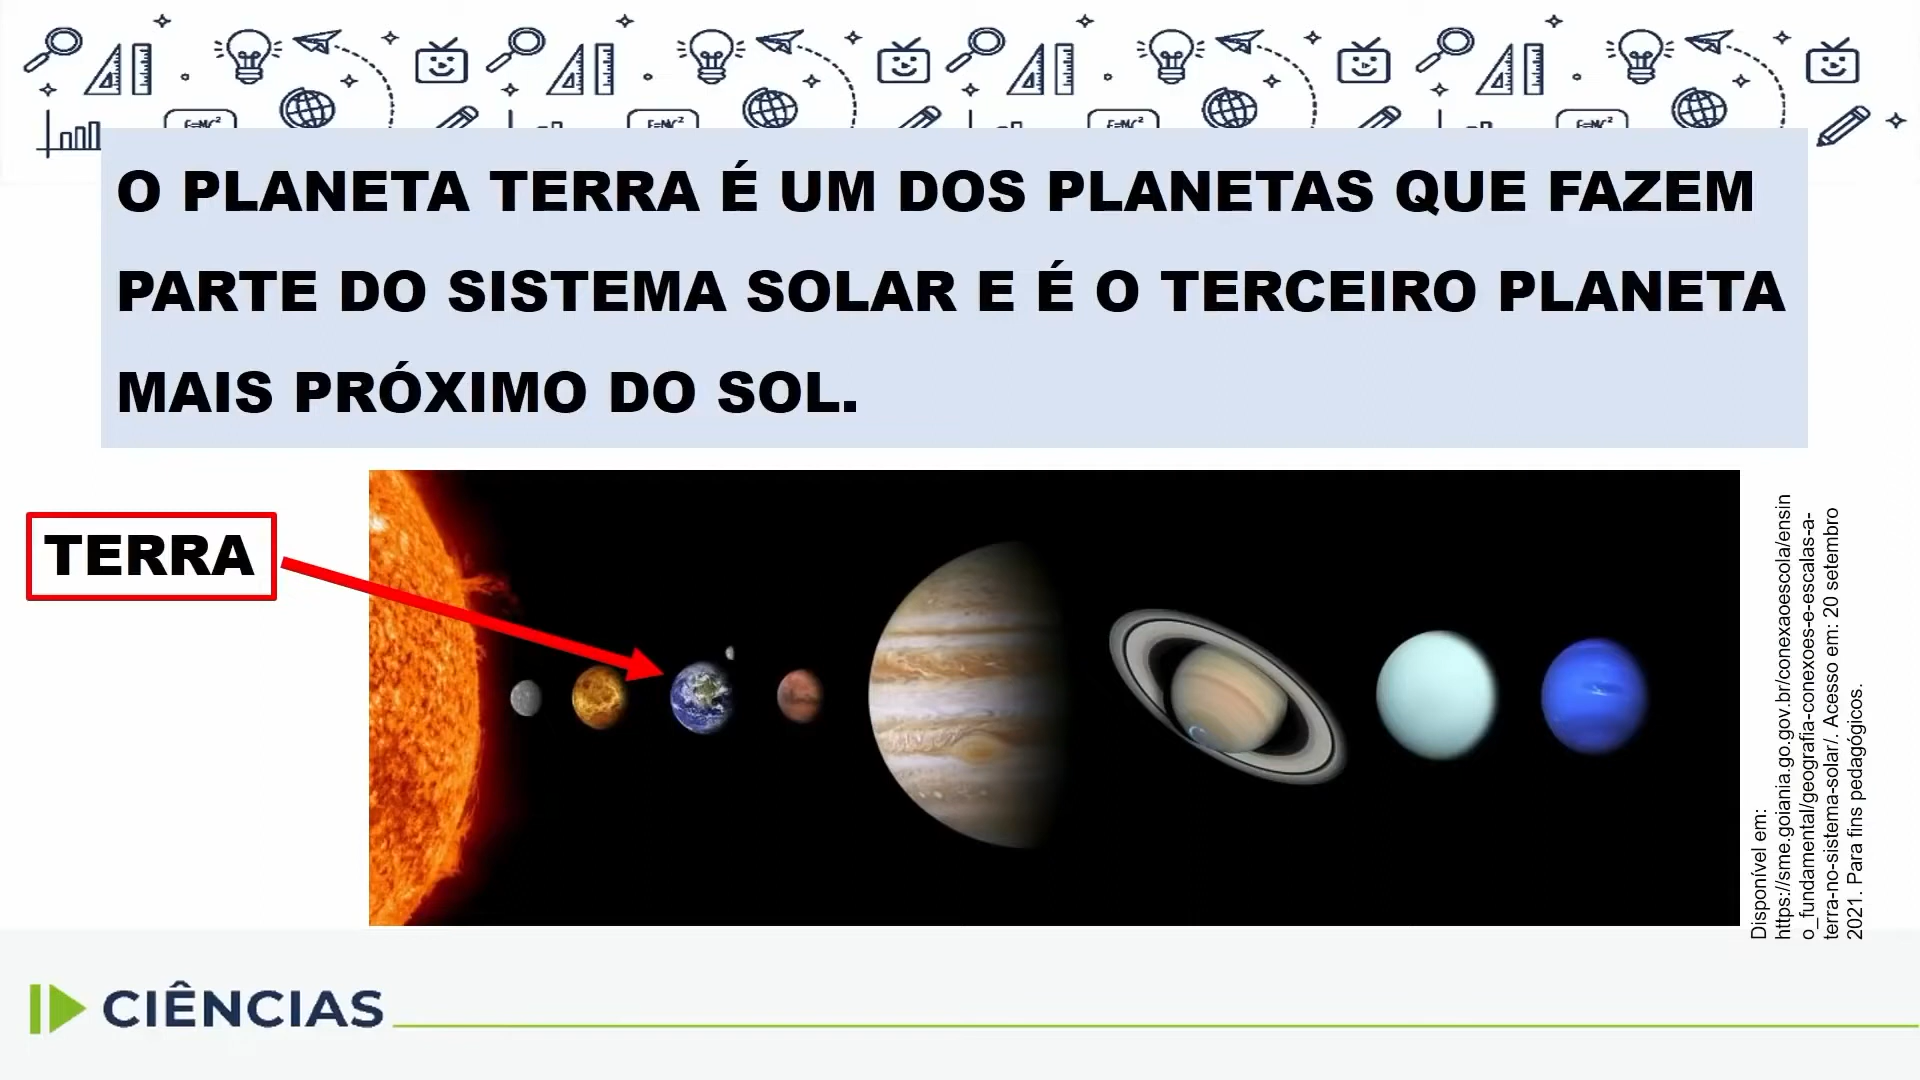 O PLANETA TERRA É UM DOS PLANETAS QUE FAZEM
PARTE DO SISTEMA SOLAR E É O TERCEIRO PLANETA
MAIS PRÓXIMO DO SOL.
TERRA
Disponível em:
https://sme.goiania.go.gov.br/conexaoescola/ensin
o_fundamental/geografia-conexoes-e-escalas-a-
terra-no-sistema-solar/. Acesso em: 20 setembro
2021. Para fins pedagógicos.
CIÊNCIAS